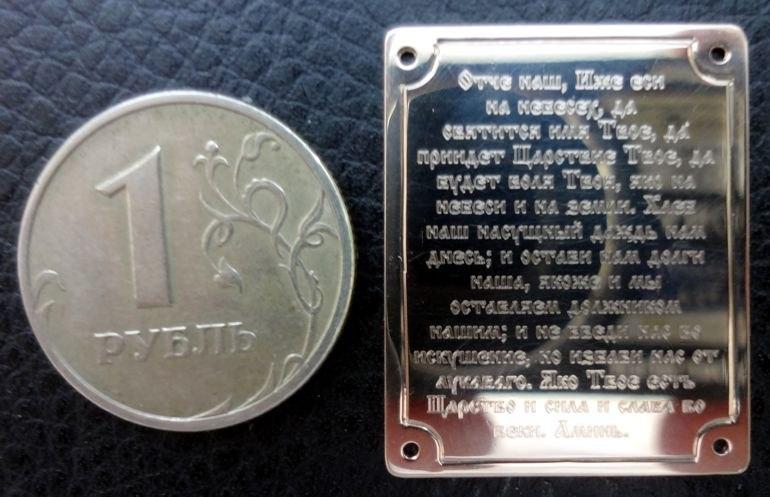 1
РУБЛЬ
Отче наш, Иже еси
на небесех, да
святится имя Твое, да
приидет Царствие Твое, да
будет воля Твоя, яко на
небеси и на земли. Хлеб
наш насущный даждь нам
днесь; и остави нам долги
наша, якоже и мы
оставляем должником
нашим; и не введи нас во
искушение, но избави нас от
лукаваго. Яко Твое есть
Царство и сила и слава во
веки. Аминь.